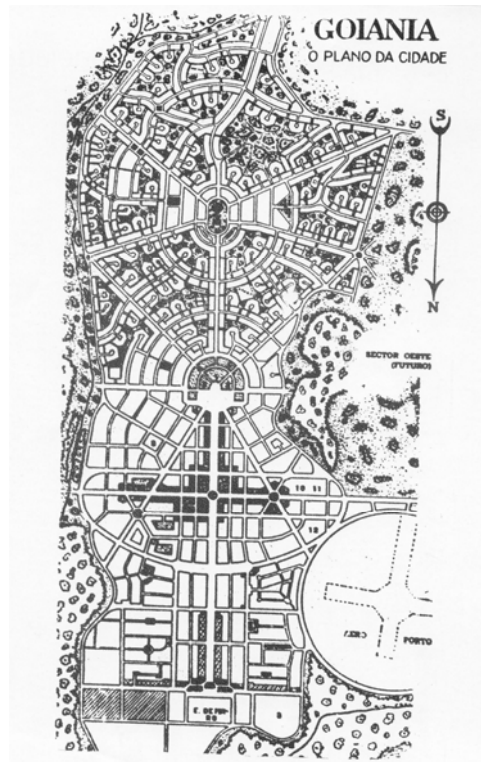 GOIANIA
O PLANO DA CIDADE
S
N
SECTOR OESTE
(FUTURO)
10 11
12
PORTO